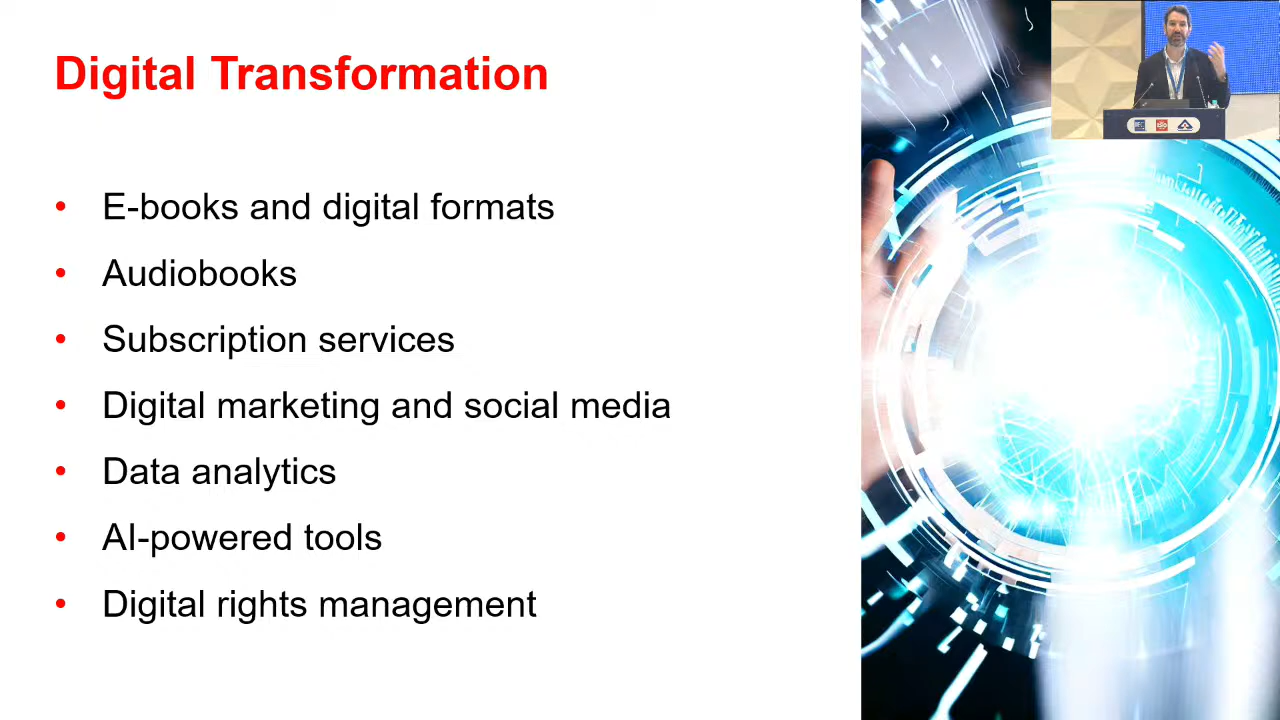 Digital Transformation
• E-books and digital formats
• Audiobooks
• Subscription services
• Digital marketing and social media
• Data analytics
• AI-powered tools
• Digital rights management